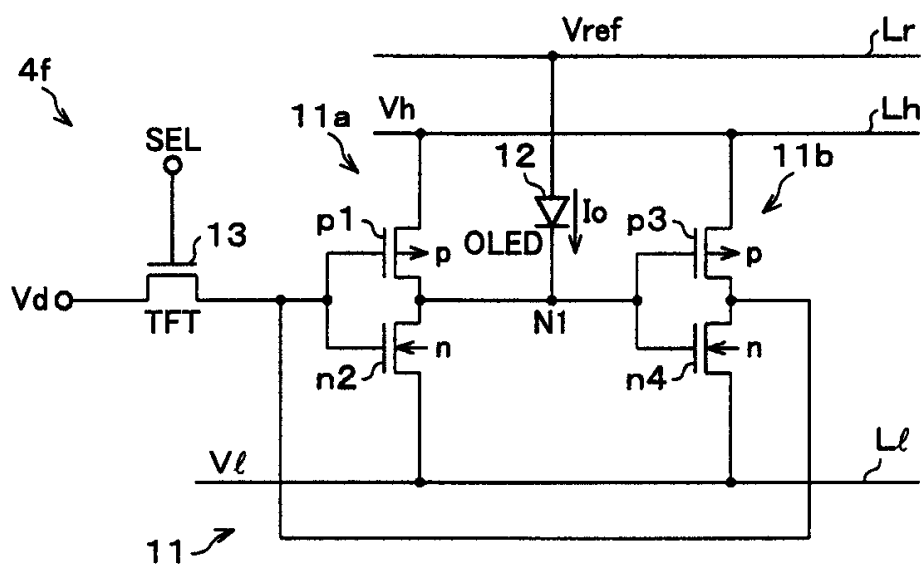 Vref
Lr
4f
Vh
Lh
11a
SEL
12
11b
p1
Io
p3
13
OLED
p
p
Vd
TFT
N1
n
n
n2
n4
Vℓ
Lℓ
11